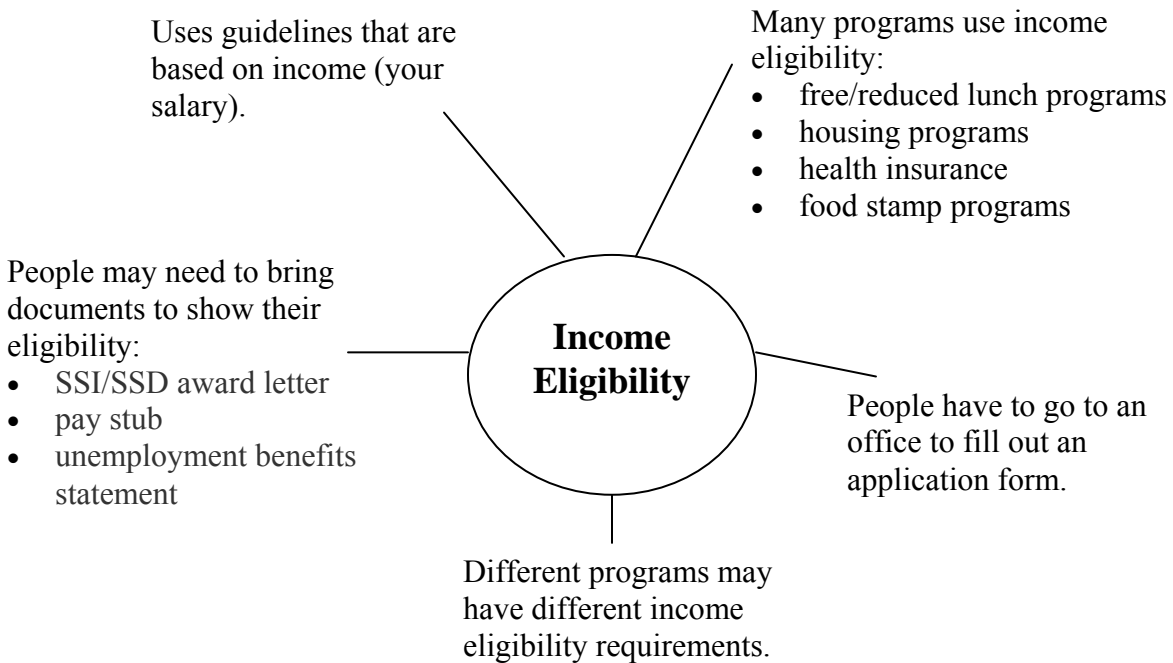 Uses guidelines that are
based on income (your
salary).
Many programs use income
eligibility:
• free/reduced lunch programs
• housing programs
• health insurance
• food stamp programs
People may need to bring
documents to show their
eligibility:
• SSI/SSD award letter
• pay stub
• unemployment benefits
statement
Income
Eligibility
People have to go to an
office to fill out an
application form.
Different programs may
have different income
eligibility requirements.